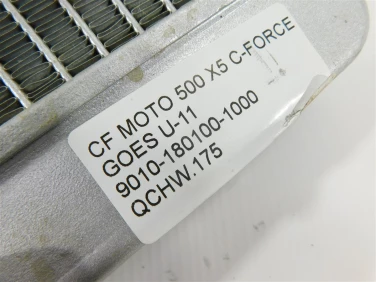 CF MOTO 500 X5 C-FORCE
GOES U-11
9010-180100-1000
QCHW.175